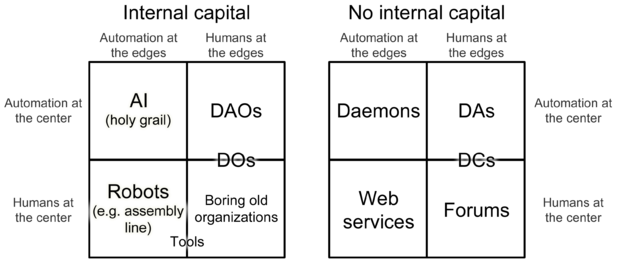 Internal capital
No internal capital
Automation at
the edges
Humans at
the edges
Automation at
the edges
Humans at
the edges
Automation at
the center
AI
(holy grail)
DAOs
Daemons
DAs
Automation at
the center
DOs
DCs
Humans at
the center
Robots
(e.g. assembly
line)
Boring old
organizations
Tools
Web
services
Forums
Humans at
the center